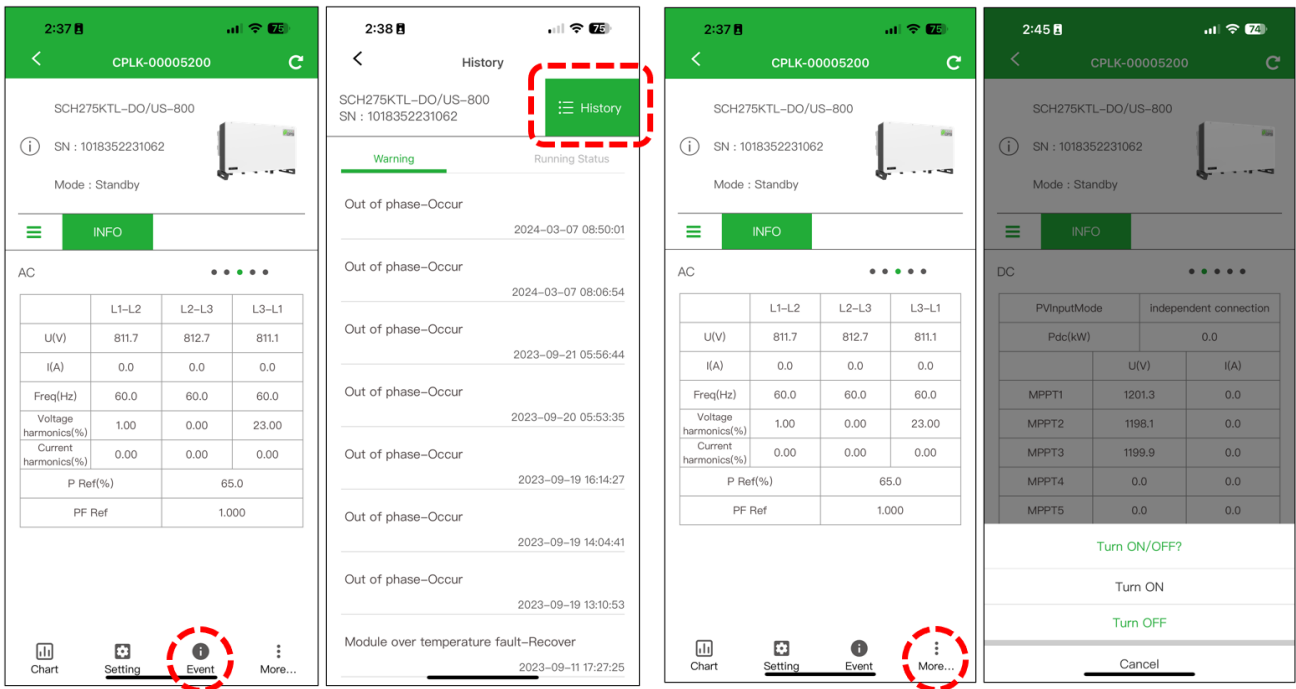 2:37
75
CPLK-00005200
SCH275KTL-DO/US-800
SN : 1018352231062
Mode : Standby
INFO
AC
L1-L2 L2-L3 L3-L1
U(V) 811.7 812.7 811.1
I(A) 0.0 0.0 0.0
Freq(Hz) 60.0 60.0 60.0
Voltage
harmonics(%) 1.00 0.00 23.00
Current
harmonics(%) 0.00 0.00 0.00
P Ref(%) 65.0
PF Ref 1.000
Chart Setting Event More...
2:38
75
History
SCH275KTL-DO/US-800
SN : 1018352231062
History
Warning Running Status
Out of phase-Occur
2024-03-07 08:50:01
Out of phase-Occur
2024-03-07 08:06:54
Out of phase-Occur
2023-09-21 05:56:44
Out of phase-Occur
2023-09-20 05:53:35
Out of phase-Occur
2023-09-19 16:14:27
Out of phase-Occur
2023-09-19 14:04:41
Out of phase-Occur
2023-09-19 13:10:53
Module over temperature fault-Recover
2023-09-11 17:27:25
2:37
75
CPLK-00005200
SCH275KTL-DO/US-800
SN : 1018352231062
Mode : Standby
INFO
AC
L1-L2 L2-L3 L3-L1
U(V) 811.7 812.7 811.1
I(A) 0.0 0.0 0.0
Freq(Hz) 60.0 60.0 60.0
Voltage
harmonics(%) 1.00 0.00 23.00
Current
harmonics(%) 0.00 0.00 0.00
P Ref(%) 65.0
PF Ref 1.000
Chart Setting Event More...
2:45
74
CPLK-00005200
SCH275KTL-DO/US-800
SN : 1018352231062
Mode : Standby
INFO
DC
PVInputMode independent connection
Pdc(kW) 0.0
U(V) I(A)
MPPT1 1201.3 0.0
MPPT2 1198.1 0.0
MPPT3 1199.9 0.0
MPPT4 0.0 0.0
MPPT5 0.0 0.0
Turn ON/OFF?
Turn ON
Turn OFF
Cancel